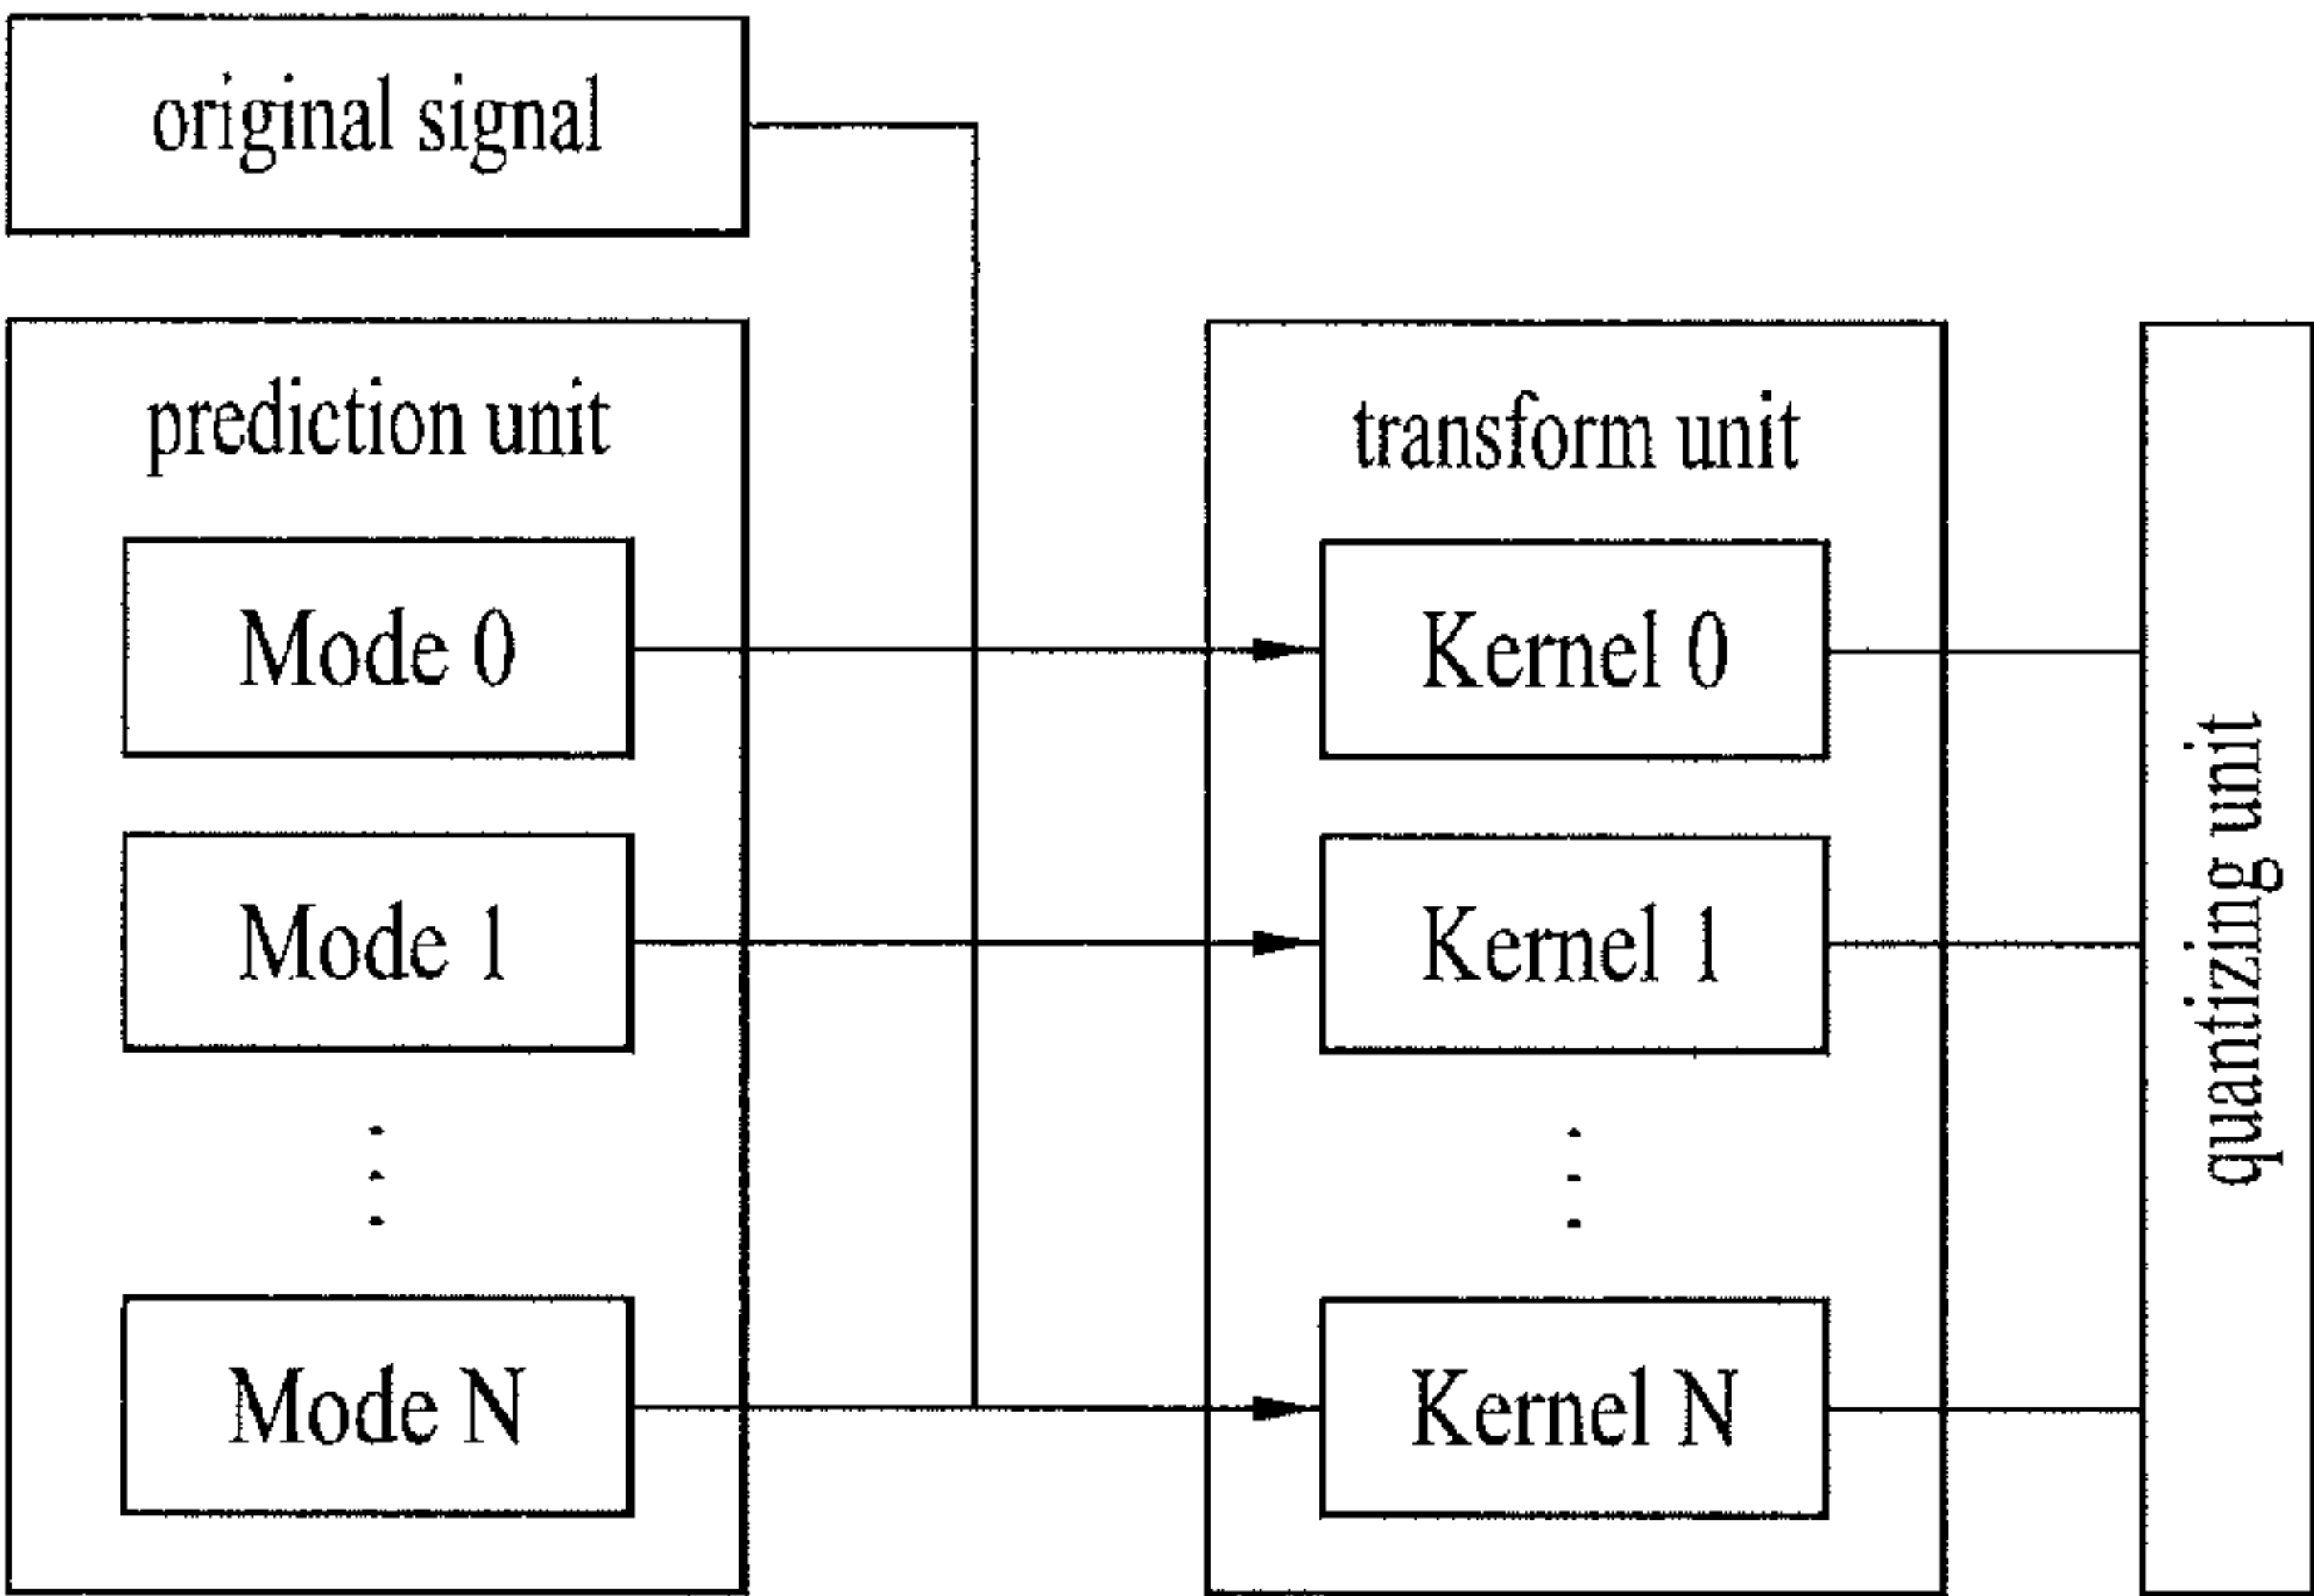 original signal
prediction unit
Mode 0
Mode 1
Mode N
transform unit
Kernel 0
Kernel 1
Kernel N
quantizing unit